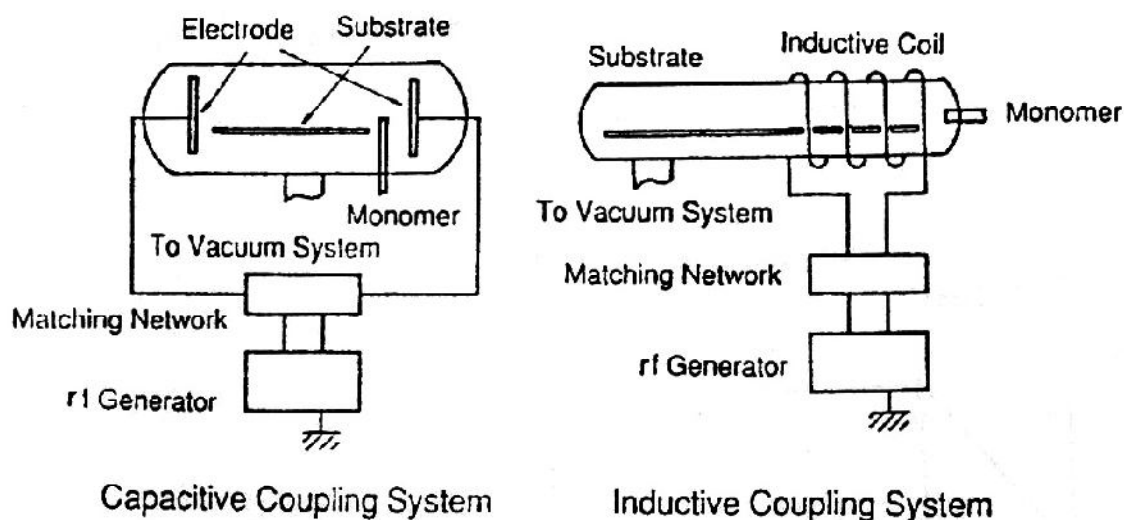 Electrode
Substrate
Monomer
To Vacuum System
Matching Network
rf Generator
Capacitive Coupling System
Substrate
Inductive Coil
Monomer
To Vacuum System
Matching Network
rf Generator
Inductive Coupling System